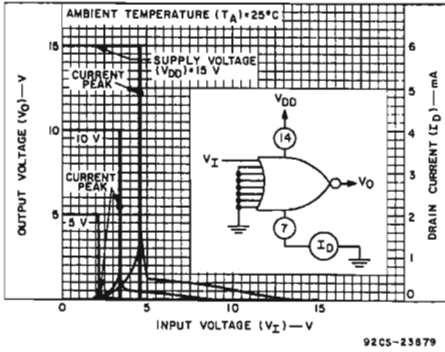 AMBIENT TEMPERATURE (TA)=25°C
15
SUPPLY VOLTAGE
(VDD)=15 V
CURRENT
PEAK
10 V
CURRENT
PEAK
5 V
10
5
OUTPUT VOLTAGE (VO)—V
6
5
4
3
2
1
0
DRAIN CURRENT (ID)—mA
VDD
14
VI
VO
7
ID
0
5
10
15
INPUT VOLTAGE (VI)—V
92CS-23879